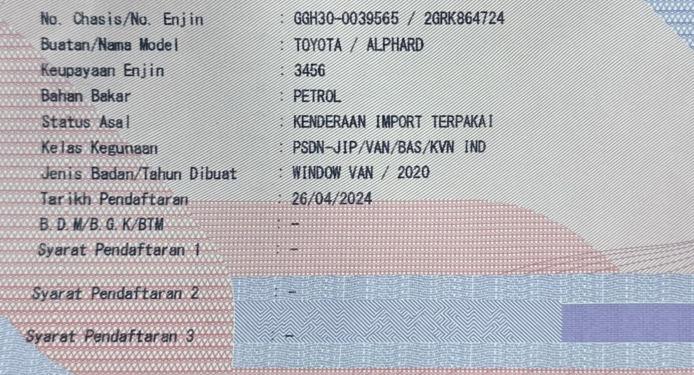 No. Chasis/No. Enjin : GGH30-0039565 / 2GRK864724
Buatan/Nama Model : TOYOTA / ALPHARD
Keupayaan Enjin : 3456
Bahan Bakar : PETROL
Status Asal : KENDERAAN IMPORT TERPAKAI
Kelas Kegunaan : PSDN-JIP/VAN/BAS/KVN IND
Jenis Badan/Tahun Dibuat : WINDOW VAN / 2020
Tarikh Pendaftaran : 26/04/2024
B.D.M/B.G.K/BTM : -
Syarat Pendaftaran 1 : -
Syarat Pendaftaran 2 : -
Syarat Pendaftaran 3 : -